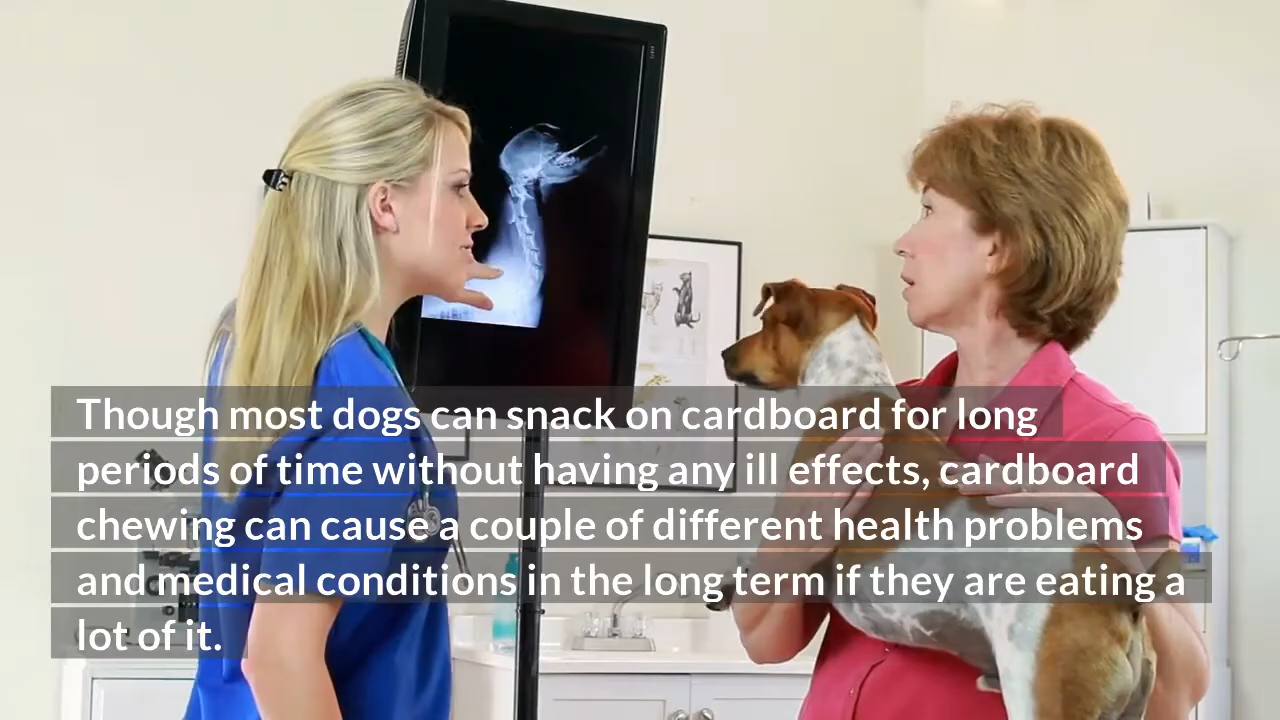 Though most dogs can snack on cardboard for long
periods of time without having any ill effects, cardboard
chewing can cause a couple of different health problems
and medical conditions in the long term if they are eating a
lot of it.